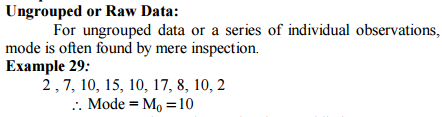 Ungrouped or Raw Data:
For ungrouped data or a series of individual observations,
mode is often found by mere inspection.
Example 29:
2 , 7, 10, 15, 10, 17, 8, 10, 2
∴ Mode = M₀ =10